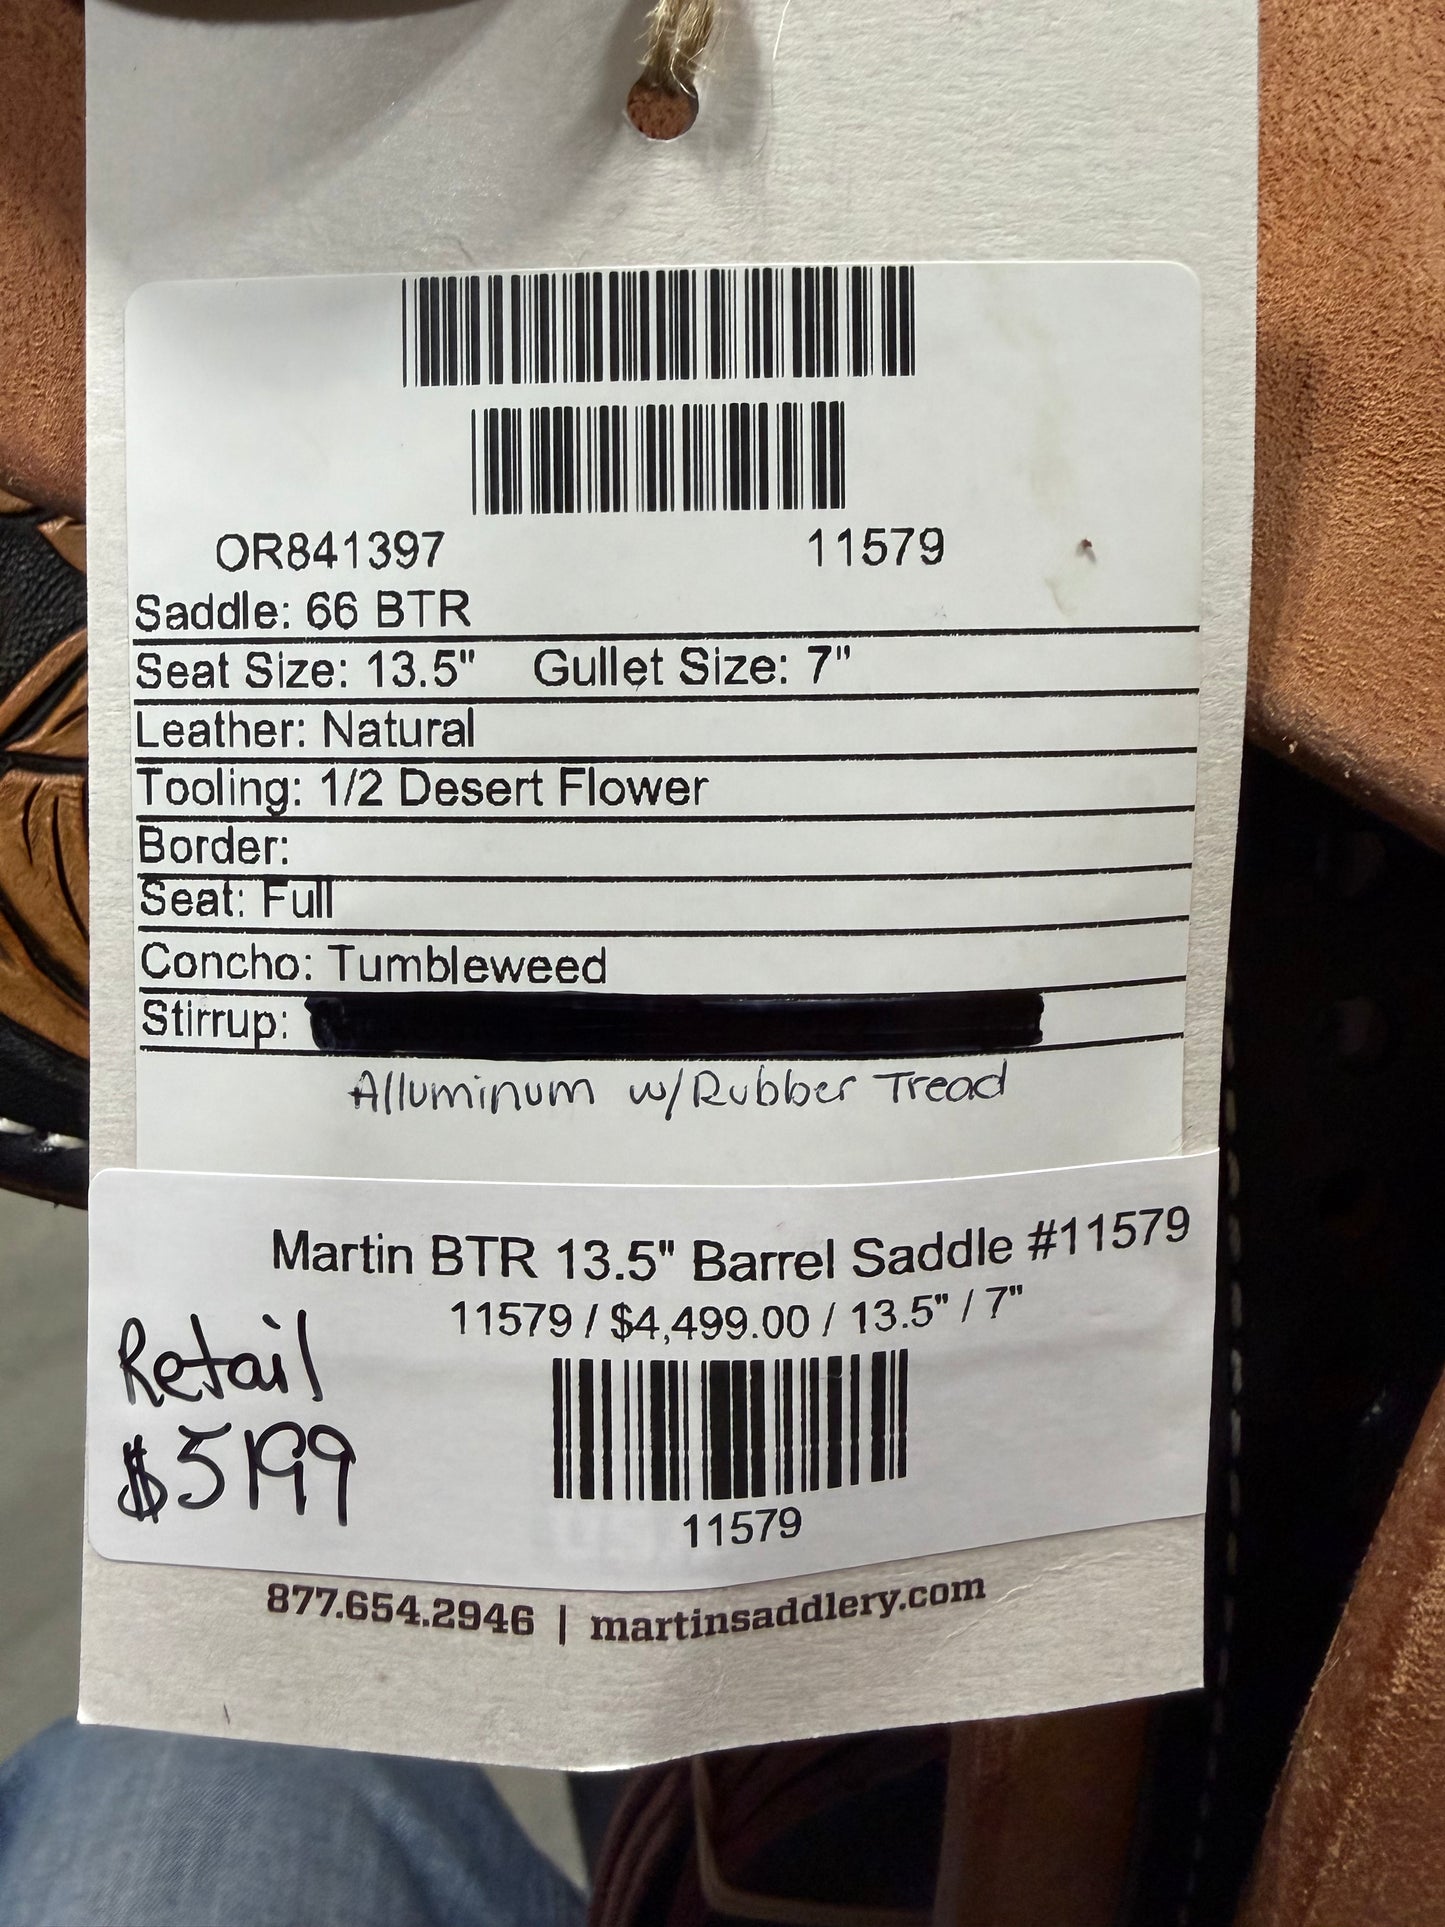 OR841397 11579
Saddle: 66 BTR
Seat Size: 13.5" Gullet Size: 7"
Leather: Natural
Tooling: 1/2 Desert Flower
Border:
Seat: Full
Concho: Tumbleweed
Stirrup:
Alluminum w/Rubber Tread
Martin BTR 13.5" Barrel Saddle #11579
11579 / $4,499.00 / 13.5" / 7"
Retail
$5199
11579
877.654.2946 | martinsaddlery.com